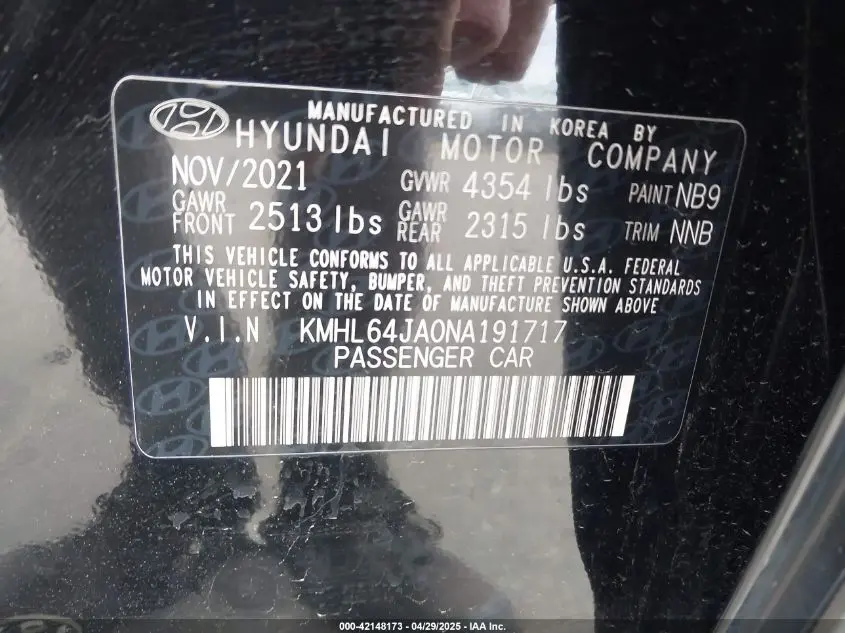 MANUFACTURED IN KOREA BY
HYUNDAI MOTOR COMPANY
NOV/2021 GVWR 4354 lbs PAINT NB9
GAWR FRONT 2513 lbs GAWR REAR 2315 lbs TRIM NNB
THIS VEHICLE CONFORMS TO ALL APPLICABLE U.S.A. FEDERAL
MOTOR VEHICLE SAFETY, BUMPER, AND THEFT PREVENTION STANDARDS
IN EFFECT ON THE DATE OF MANUFACTURE SHOWN ABOVE
V.I.N KMHL64JA0NA191717
PASSENGER CAR
000-42148173 - 04/29/2025 - IAA Inc.